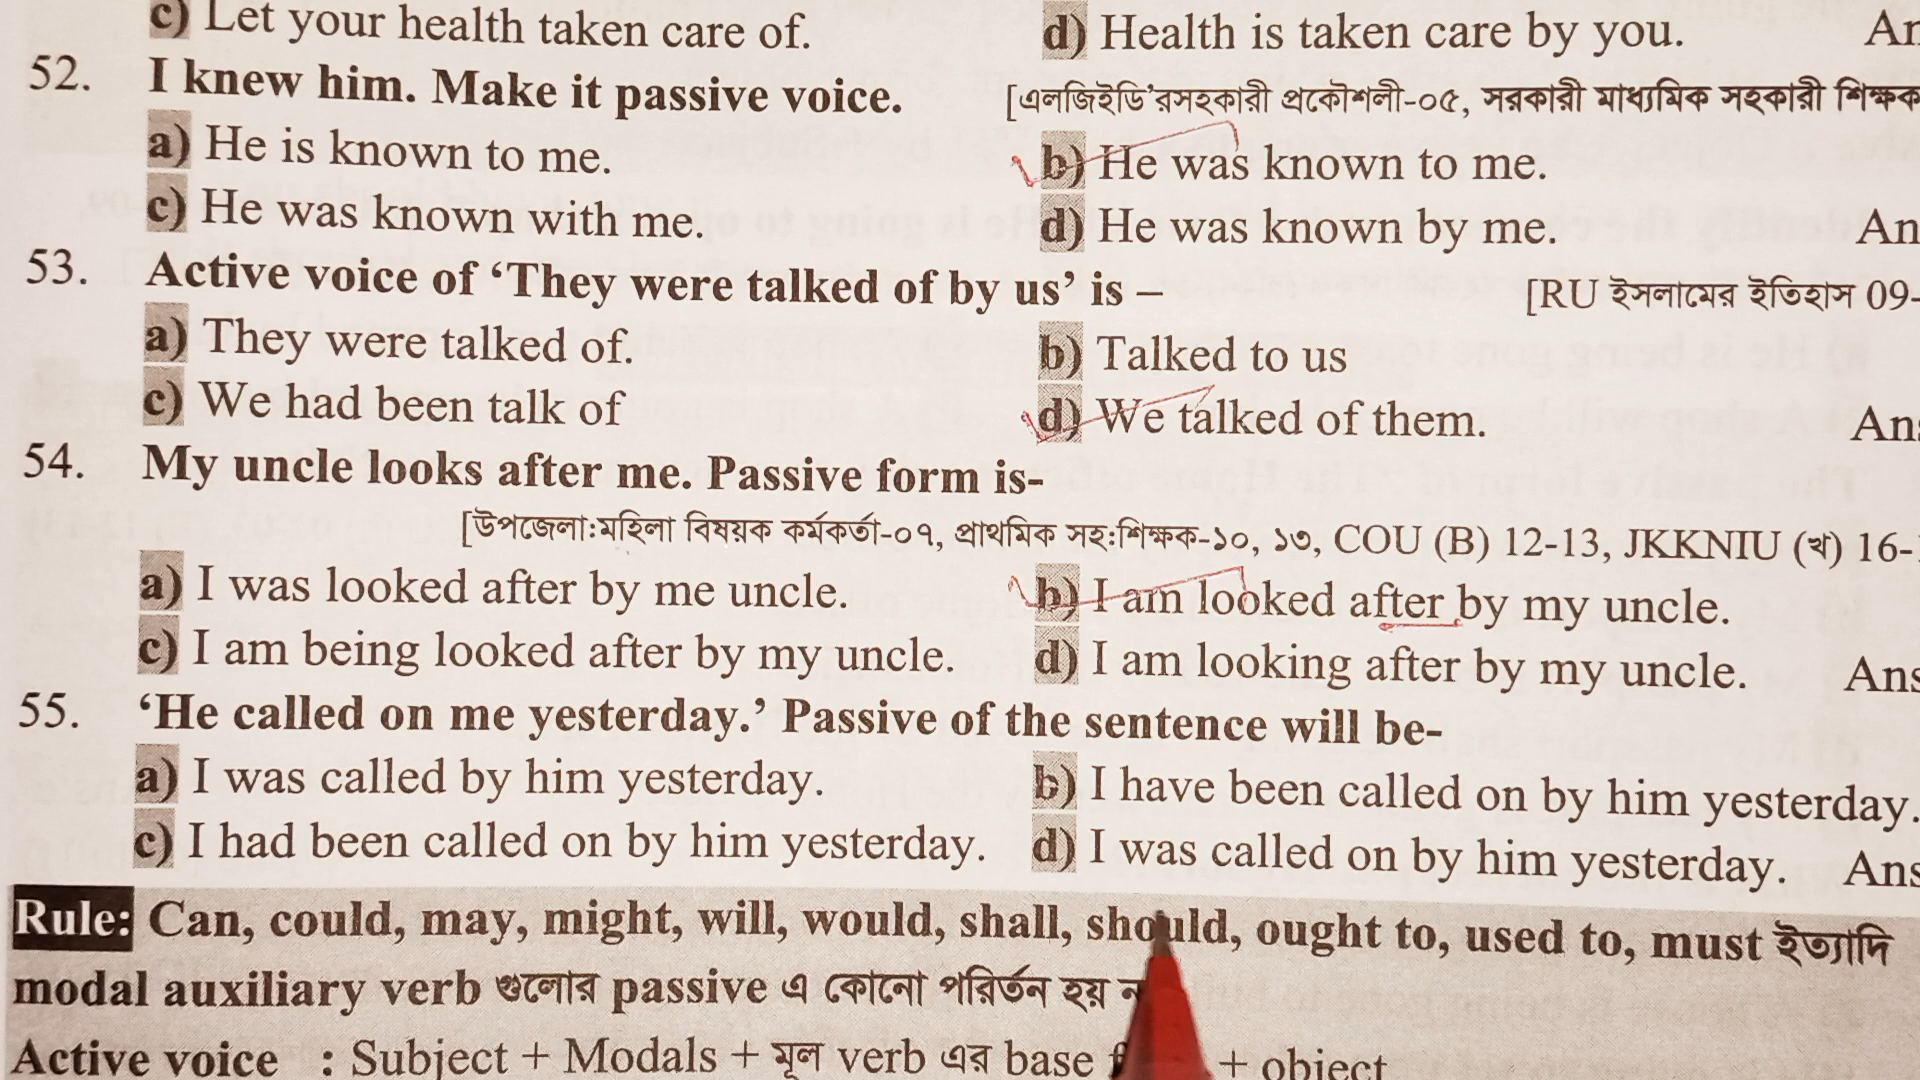 c) Let your health taken care of. d) Health is taken care by you. An
52. I knew him. Make it passive voice. [এলজিইডি'রসহকারী প্রকৌশলী-০৫, সরকারী মাধ্যমিক সহকারী শিক্ষক
a) He is known to me. b) He was known to me.
c) He was known with me. d) He was known by me. An
53. Active voice of ‘They were talked of by us’ is – [RU ইসলামের ইতিহাস 09-
a) They were talked of. b) Talked to us
c) We had been talk of d) We talked of them. Ans
54. My uncle looks after me. Passive form is-
[উপজেলা:মহিলা বিষয়ক কর্মকর্তা-০৭, প্রাথমিক সহ:শিক্ষক-১০, ১৩, COU (B) 12-13, JKKNIU (খ) 16-
a) I was looked after by me uncle. b) I am looked after by my uncle.
c) I am being looked after by my uncle. d) I am looking after by my uncle. Ans
55. ‘He called on me yesterday.’ Passive of the sentence will be-
a) I was called by him yesterday. b) I have been called on by him yesterday.
c) I had been called on by him yesterday. d) I was called on by him yesterday. Ans
Rule: Can, could, may, might, will, would, shall, should, ought to, used to, must ইত্যাদি
modal auxiliary verb গুলোর passive এ কোনো পরির্তন হয়
Active voice : Subject + Modals + মূল verb এর base + object